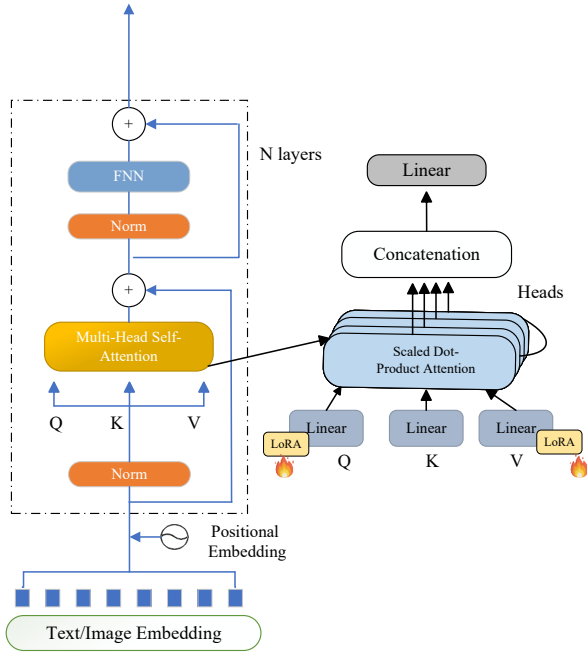 +
N layers
FNN
Norm
+
Multi-Head Self-
Attention
Q K V
Norm
Positional
Embedding
Text/Image Embedding
Linear
Concatenation
Heads
Scaled Dot-
Product Attention
Linear Linear Linear
LoRA LoRA
Q K V